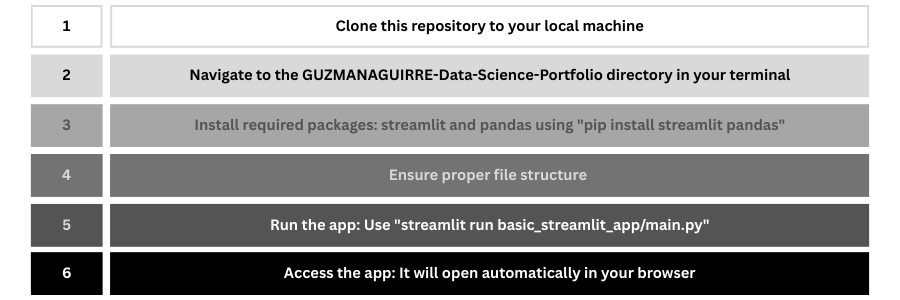 1 Clone this repository to your local machine
2 Navigate to the GUZMANAGUIRRE-Data-Science-Portfolio directory in your terminal
3 Install required packages: streamlit and pandas using "pip install streamlit pandas"
4 Ensure proper file structure
5 Run the app: Use "streamlit run basic_streamlit_app/main.py"
6 Access the app: It will open automatically in your browser